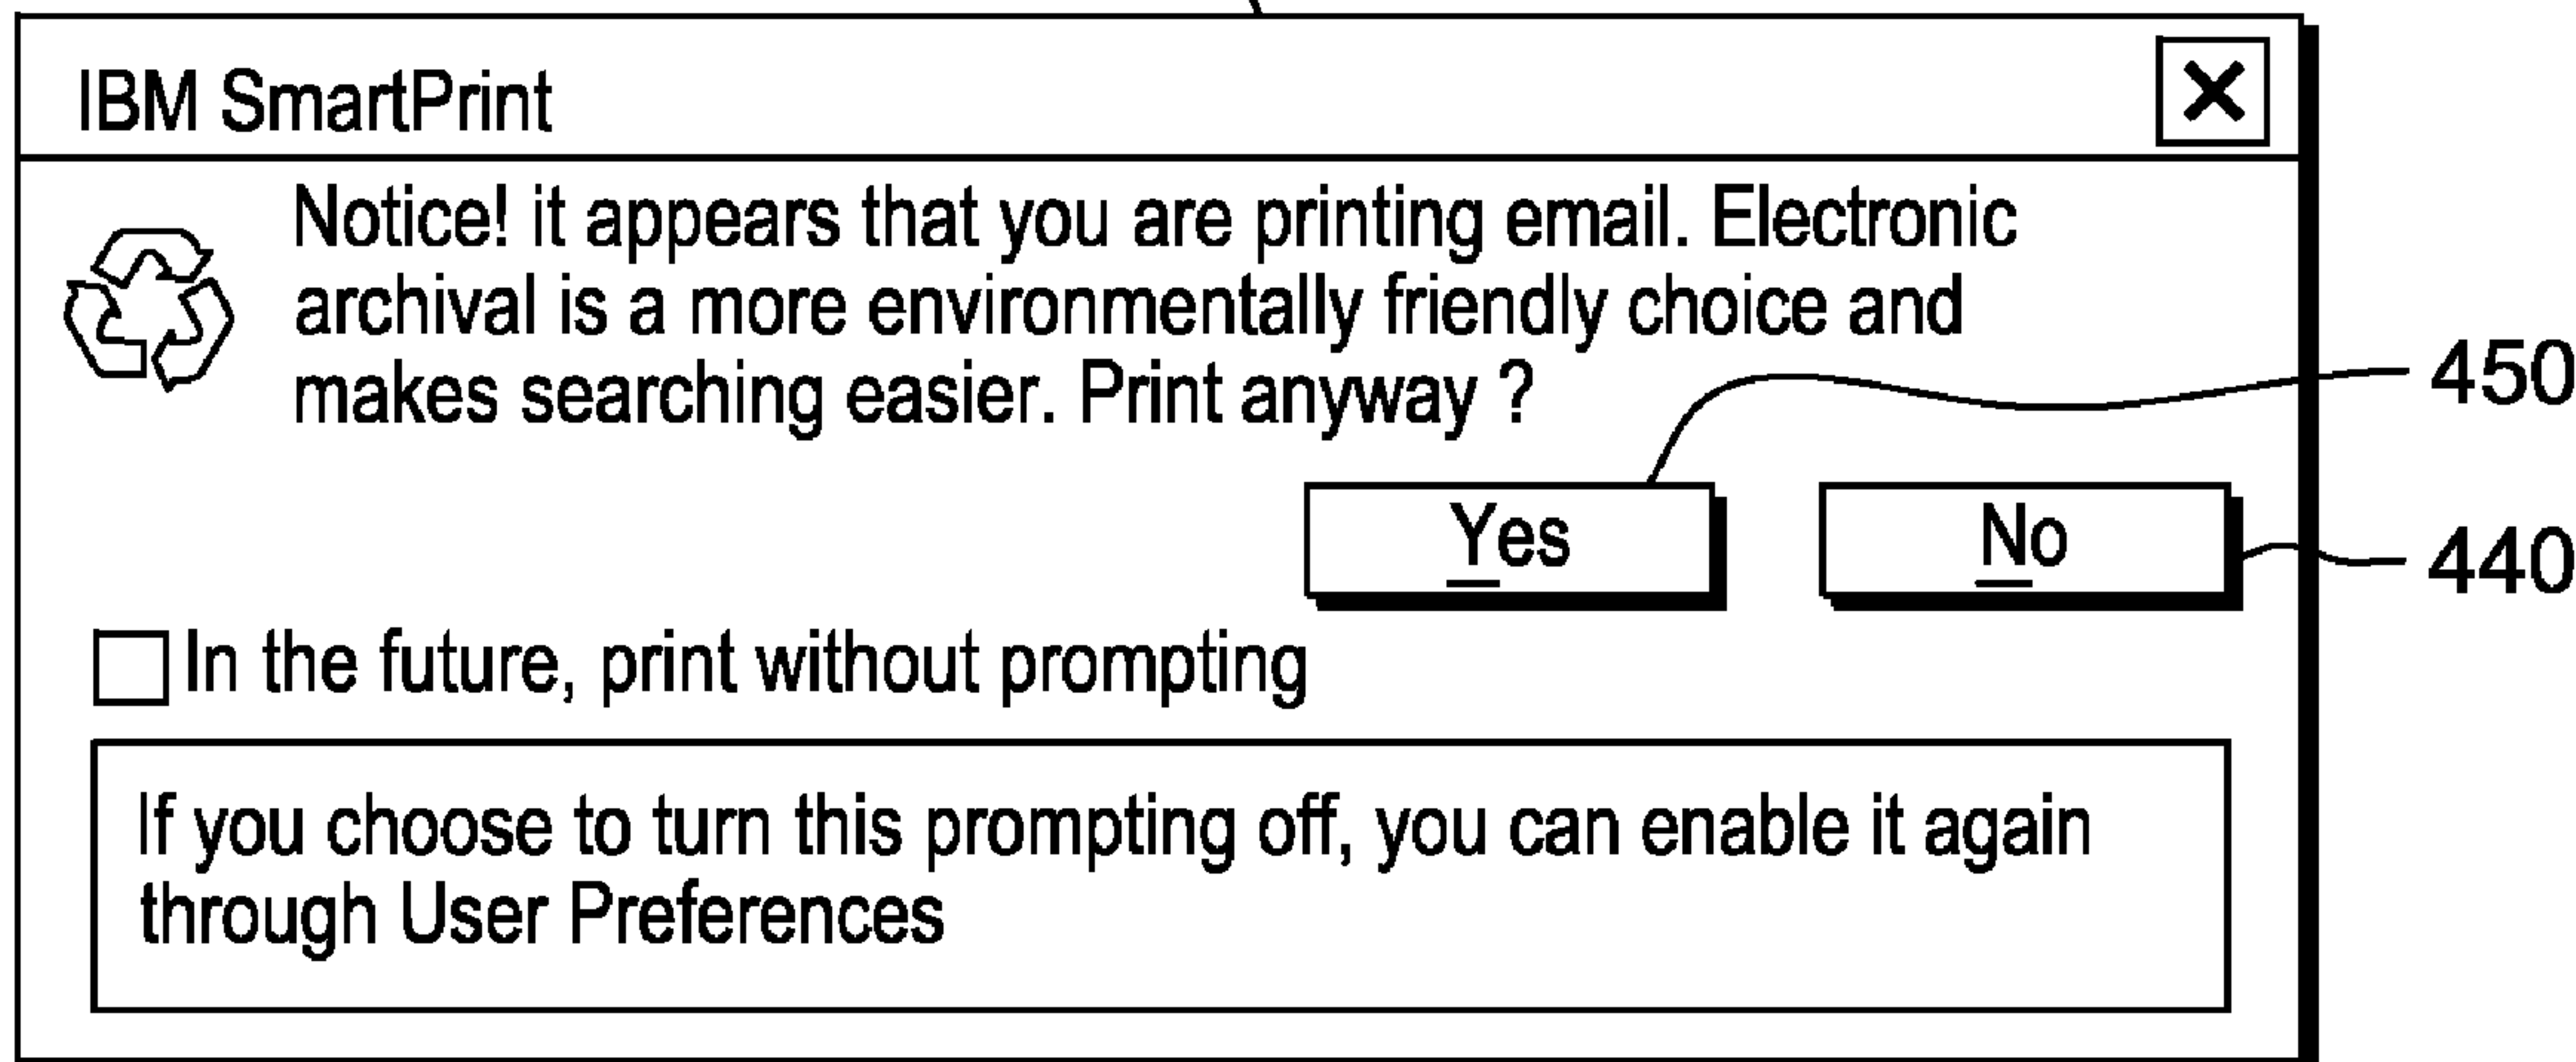 IBM SmartPrint
Notice! it appears that you are printing email. Electronic
archival is a more environmentally friendly choice and
makes searching easier. Print anyway ?
450
Yes
No
440
In the future, print without prompting
If you choose to turn this prompting off, you can enable it again
through User Preferences